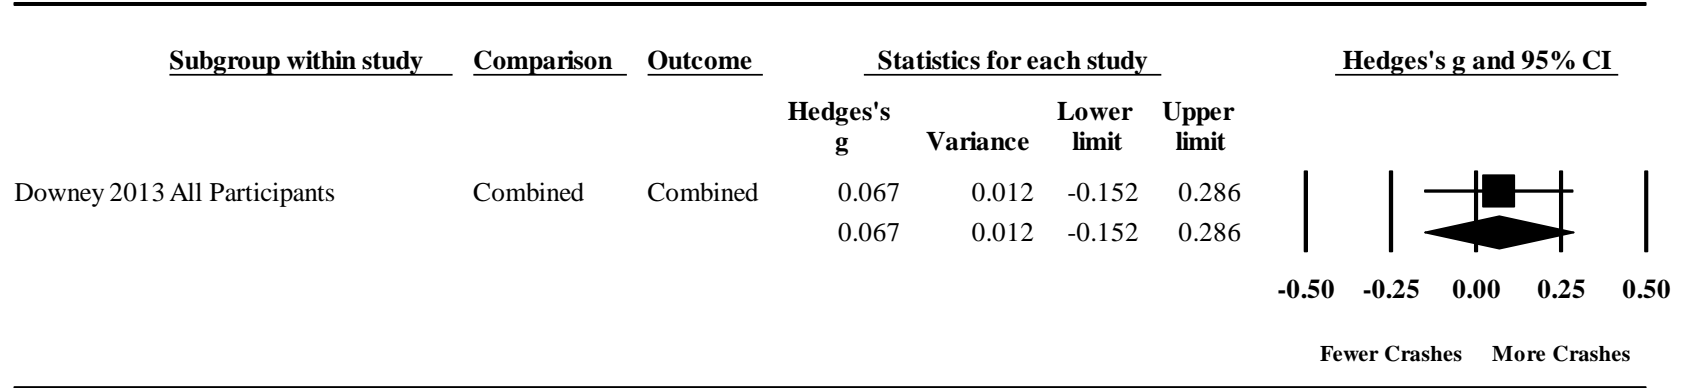 Subgroup within study Comparison Outcome Statistics for each study Hedges's g and 95% CI
Hedges's Lower Upper
g Variance limit limit
Downey 2013 All Participants Combined Combined 0.067 0.012 -0.152 0.286
0.067 0.012 -0.152 0.286
-0.50 -0.25 0.00 0.25 0.50
Fewer Crashes More Crashes